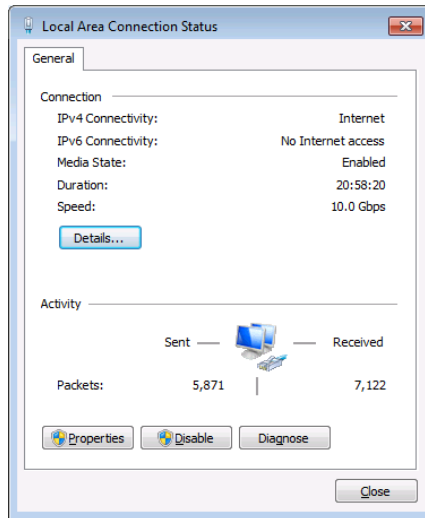 Local Area Connection Status
General
Connection
IPv4 Connectivity: Internet
IPv6 Connectivity: No Internet access
Media State: Enabled
Duration: 20:58:20
Speed: 10.0 Gbps
Details...
Activity
Sent — Received
Packets: 5,871 7,122
Properties Disable Diagnose
Close